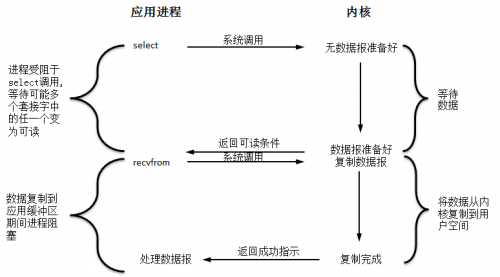 应用进程
内核
select
系统调用
无数据报准备好
进程受阻于
select调用,
等待可能多
个套接字中
的任一个变
为可读
等待
数据
返回可读条件
数据报准备好
recvfrom
系统调用
复制数据报
数据复制到
应用缓冲区
期间进程阻
塞
将数据从内
核复制到用
户空间
处理数据报
返回成功指示
复制完成